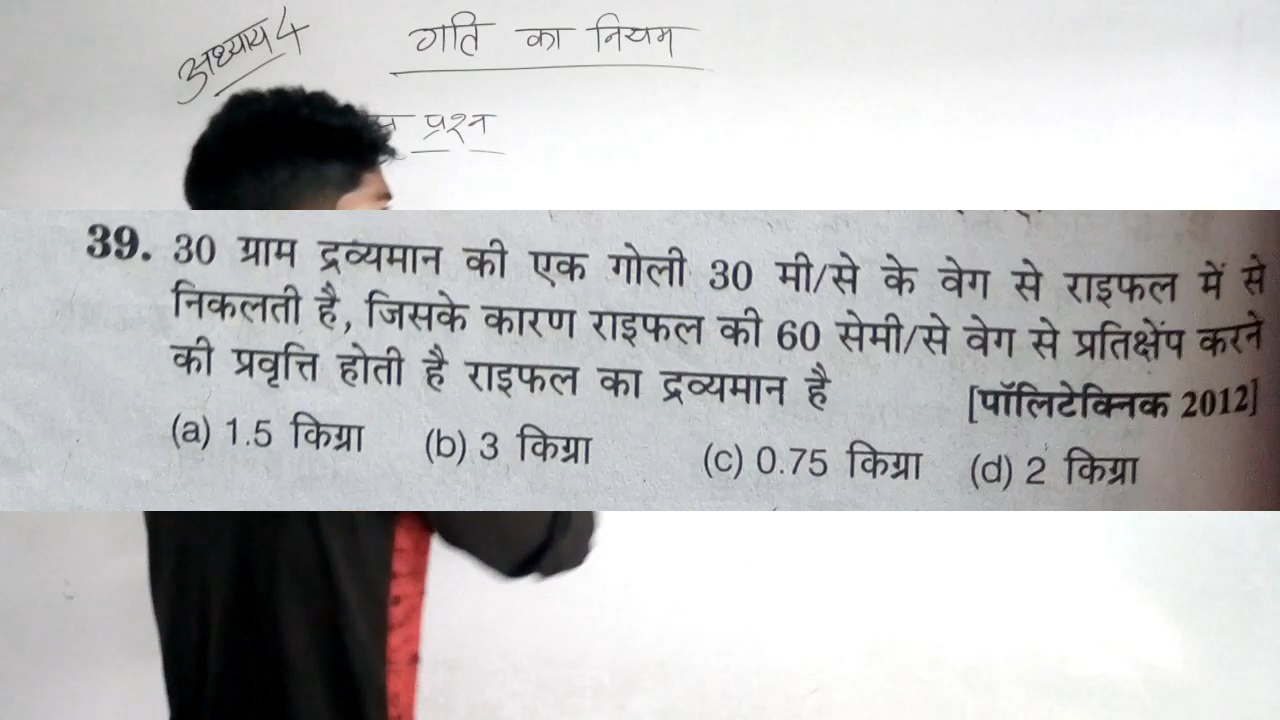 अध्याय 4
गति का नियम
प्रश्न
39. 30 ग्राम द्रव्यमान की एक गोली 30 मी/से के वेग से राइफल में से
निकलती है, जिसके कारण राइफल की 60 सेमी/से वेग से प्रतिक्षेंप करने
की प्रवृत्ति होती है राइफल का द्रव्यमान है [पॉलिटेक्निक 2012]
(a) 1.5 किग्रा (b) 3 किग्रा (c) 0.75 किग्रा (d) 2 किग्रा